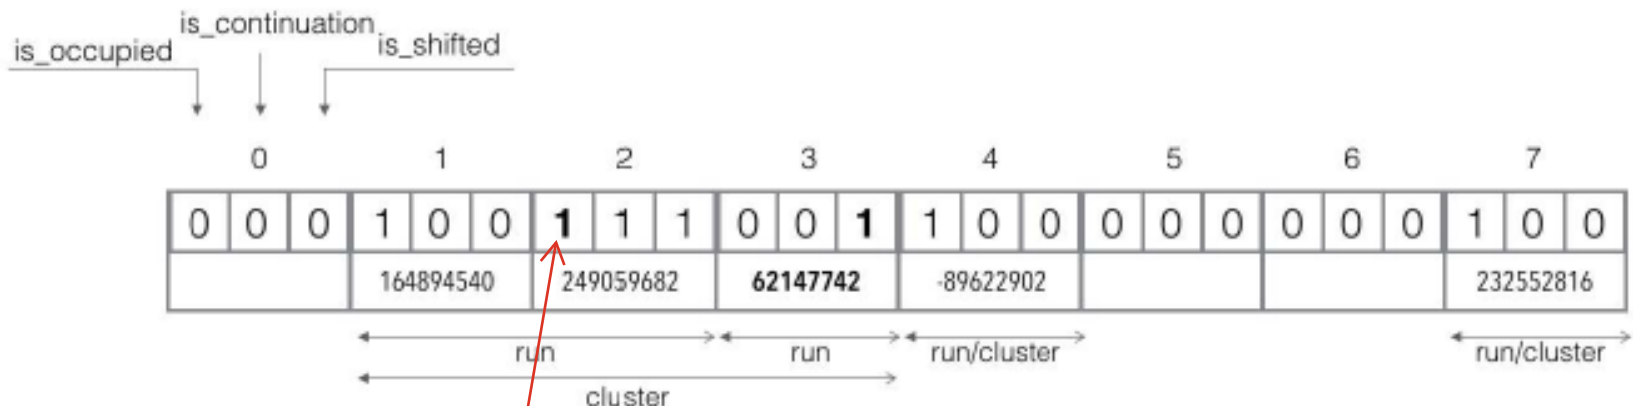 is_continuation
is_occupied
is_shifted
0 1 2 3 4 5 6 7
0 0 0 1 0 0 1 1 1 0 0 1 1 0 0 0 0 0 0 0 0 1 0 0
164894540 249059682 62147742 -89622902 232552816
run run run/cluster run/cluster
cluster